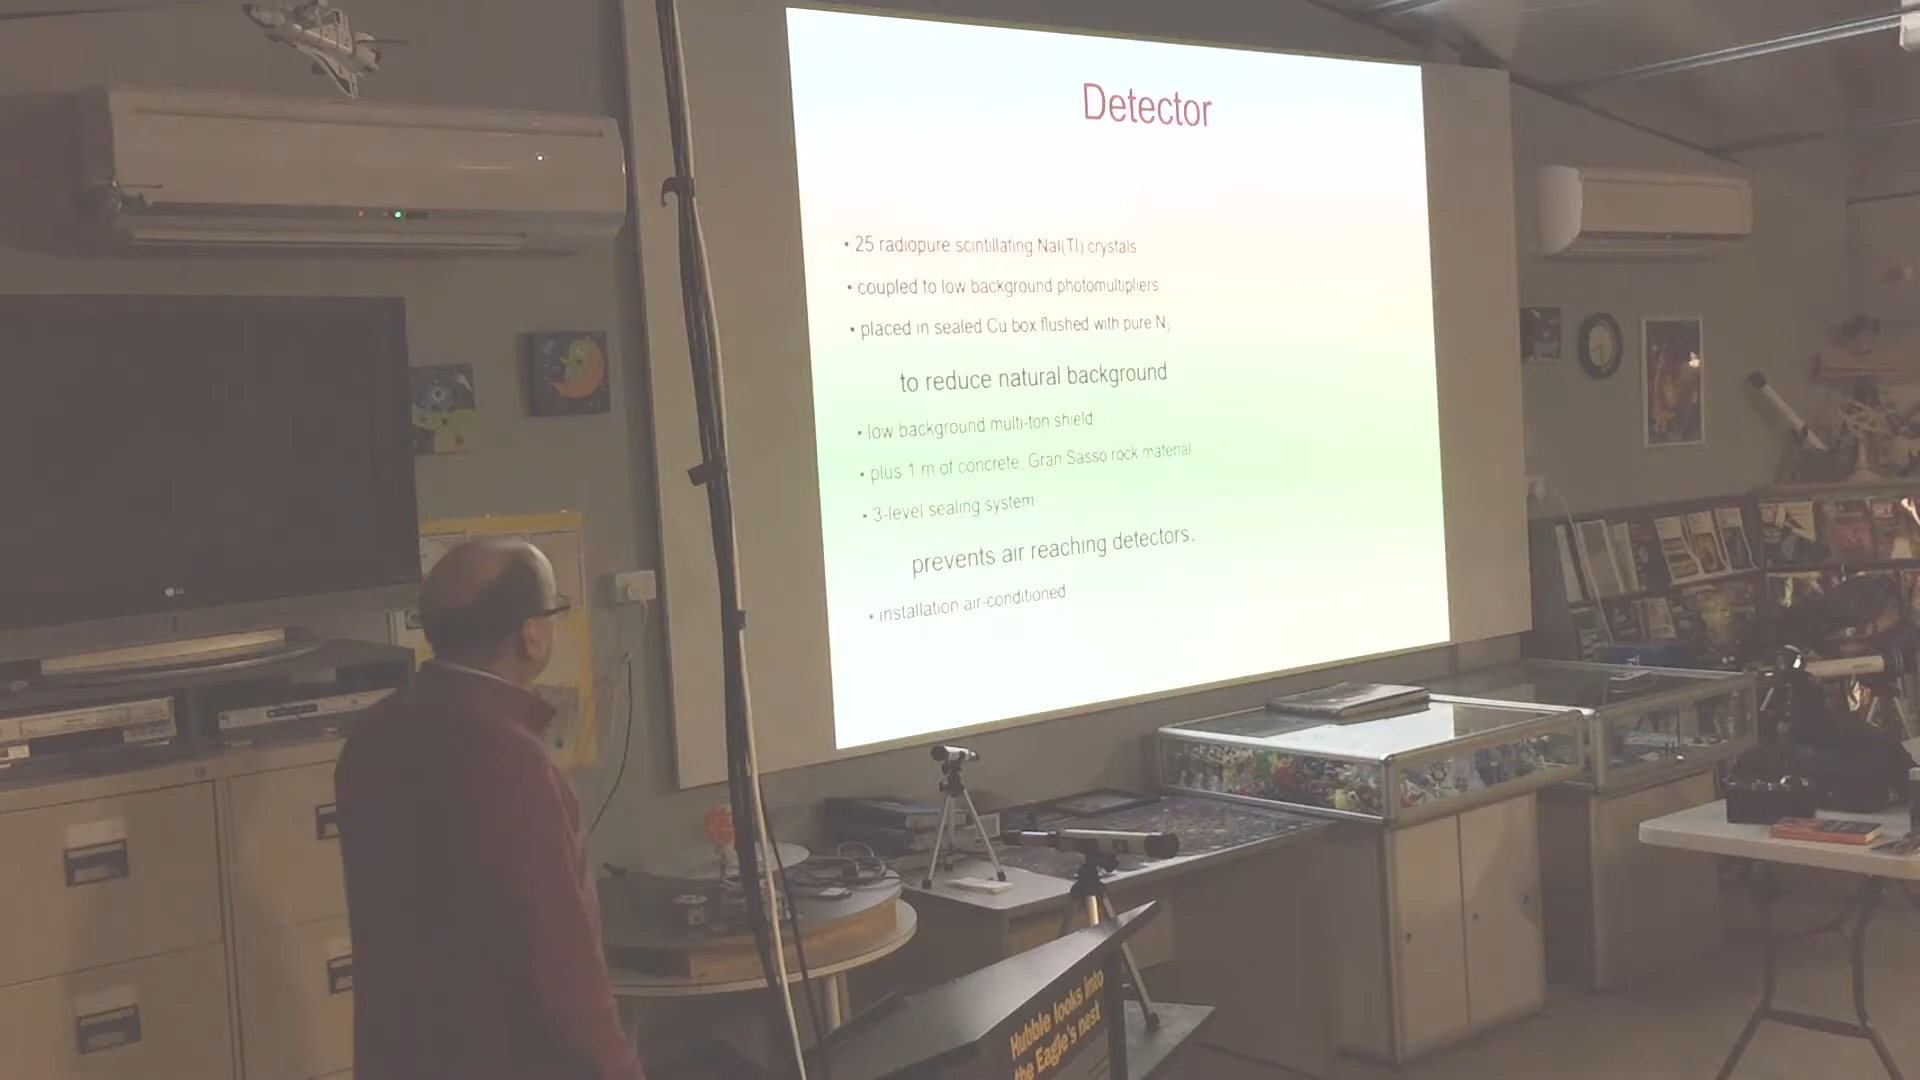 Detector
• 25 radiopure scintillating NaI(Tl) crystals
• coupled to low background photomultipliers
• placed in sealed Cu box flushed with pure N₂
to reduce natural background
• low background multi-ton shield
• plus 1 m of concrete, Gran Sasso rock material
• 3-level sealing system
prevents air reaching detectors.
• installation air-conditioned
LG
Hubble looks into
the Eagle's nest